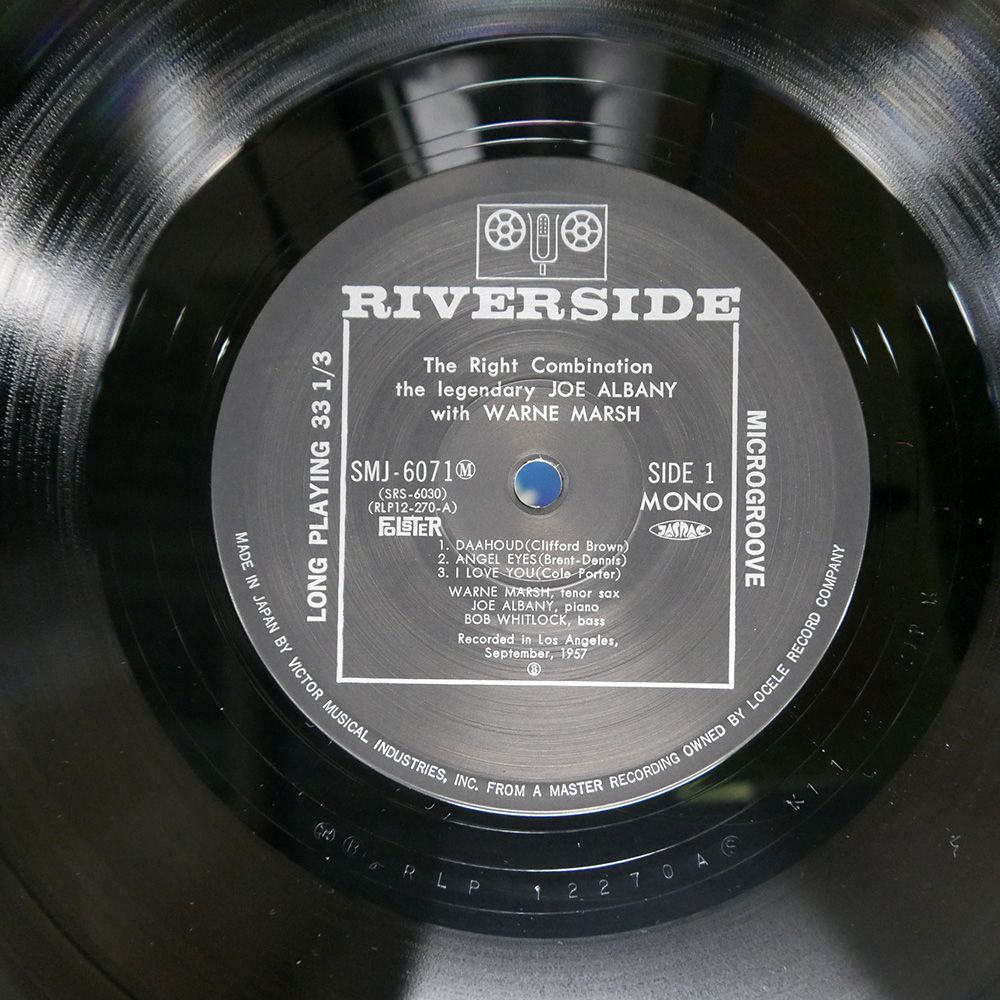 RIVERSIDE
The Right Combination
the legendary JOE ALBANY
with WARNE MARSH
LONG PLAYING 33 1/3
MICROGROOVE
SMJ-6071 Ⓜ
(SRS-6030)
(RLP12-270-A)
FOLSTER
SIDE 1
MONO
JASRAC
1. DAAHOUD(Clifford Brown)
2. ANGEL EYES(Brent-Dennis)
3. I LOVE YOU(Cole Porter)
WARNE MARSH, tenor sax
JOE ALBANY, piano
BOB WHITLOCK, bass
Recorded in Los Angeles,
September, 1957
MADE IN JAPAN BY VICTOR MUSICAL INDUSTRIES, INC. FROM A MASTER RECORDING OWNED BY LOCELE RECORD COMPANY
RLP 12270A Ⓢ K1